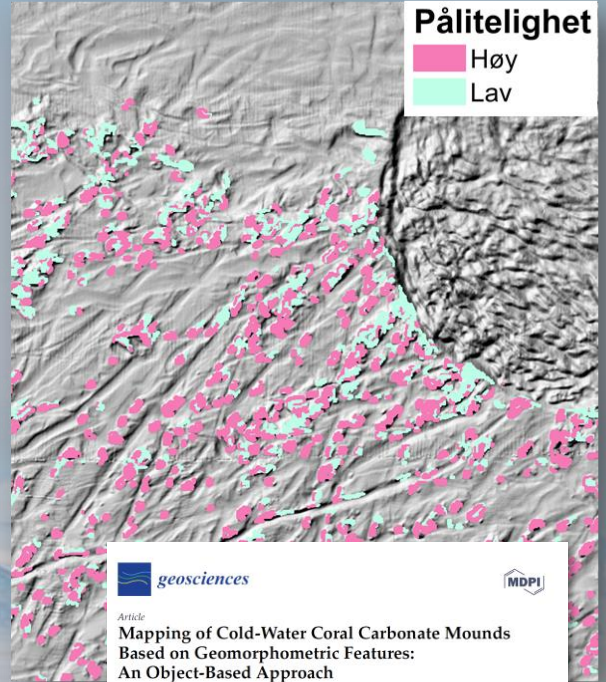 Pålitelighet
Høy
Lav
geosciences
MDPI
Article
Mapping of Cold-Water Coral Carbonate Mounds
Based on Geomorphometric Features:
An Object-Based Approach